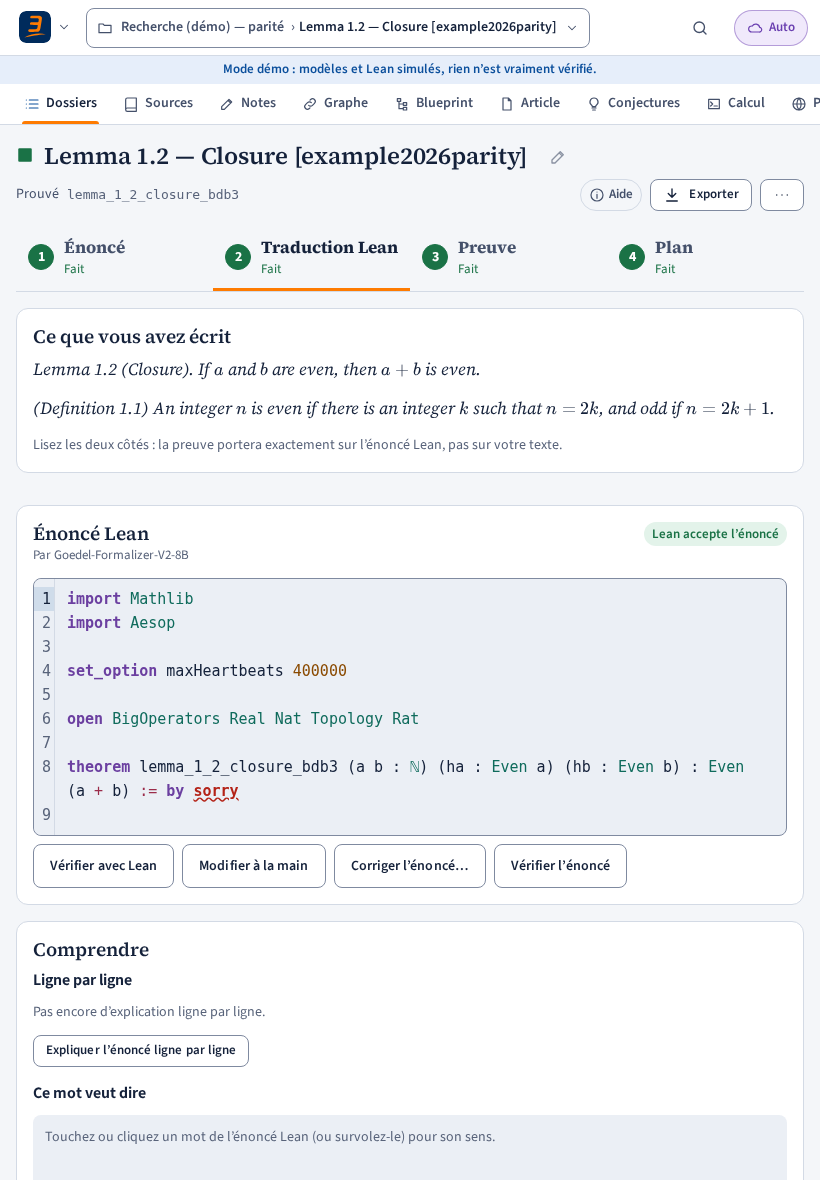 Recherche (démo) — parité › Lemma 1.2 — Closure [example2026parity]
Auto
Mode démo : modèles et Lean simulés, rien n’est vraiment vérifié.
Dossiers Sources Notes Graphe Blueprint Article Conjectures Calcul P
Lemma 1.2 — Closure [example2026parity]
Prouvé lemma_1_2_closure_bdb3
Aide Exporter ...
1 Énoncé Fait
2 Traduction Lean Fait
3 Preuve Fait
4 Plan Fait
Ce que vous avez écrit
Lemma 1.2 (Closure). If a and b are even, then a + b is even.
(Definition 1.1) An integer n is even if there is an integer k such that n = 2k, and odd if n = 2k + 1.
Lisez les deux côtés : la preuve portera exactement sur l’énoncé Lean, pas sur votre texte.
Énoncé Lean
Lean accepte l’énoncé
Par Goedel-Formalizer-V2-8B
1 import Mathlib
2 import Aesop
3
4 set_option maxHeartbeats 400000
5
6 open BigOperators Real Nat Topology Rat
7
8 theorem lemma_1_2_closure_bdb3 (a b : ℕ) (ha : Even a) (hb : Even b) : Even
(a + b) := by sorry
9
Vérifier avec Lean Modifier à la main Corriger l’énoncé… Vérifier l’énoncé
Comprendre
Ligne par ligne
Pas encore d’explication ligne par ligne.
Expliquer l’énoncé ligne par ligne
Ce mot veut dire
Touchez ou cliquez un mot de l’énoncé Lean (ou survolez-le) pour son sens.